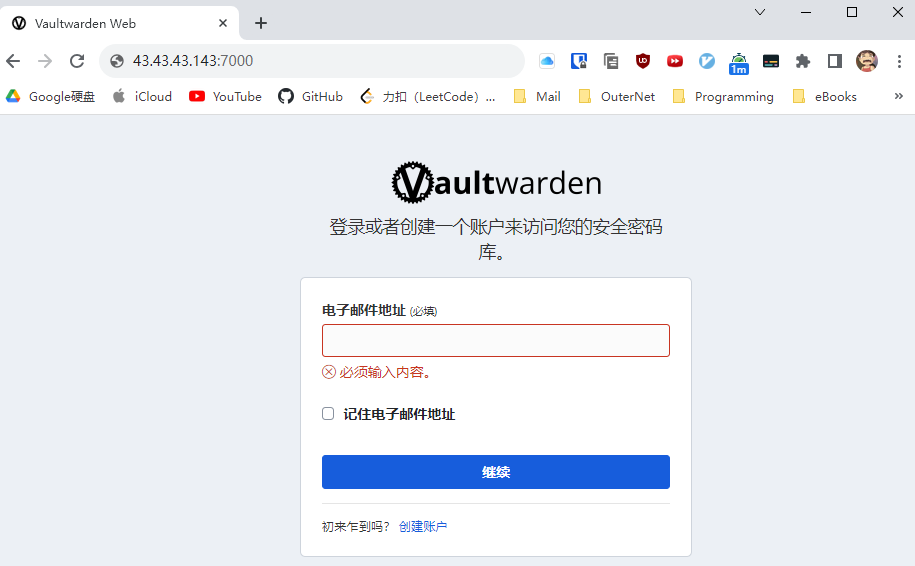 Vaultwarden Web
43.43.43.143:7000
1m
Google硬盘 iCloud YouTube GitHub 力扣（LeetCode）... Mail OuterNet Programming eBooks »
Vaultwarden
登录或者创建一个账户来访问您的安全密码
库。
电子邮件地址 (必填)
必须输入内容。
记住电子邮件地址
继续
初来乍到吗？ 创建账户